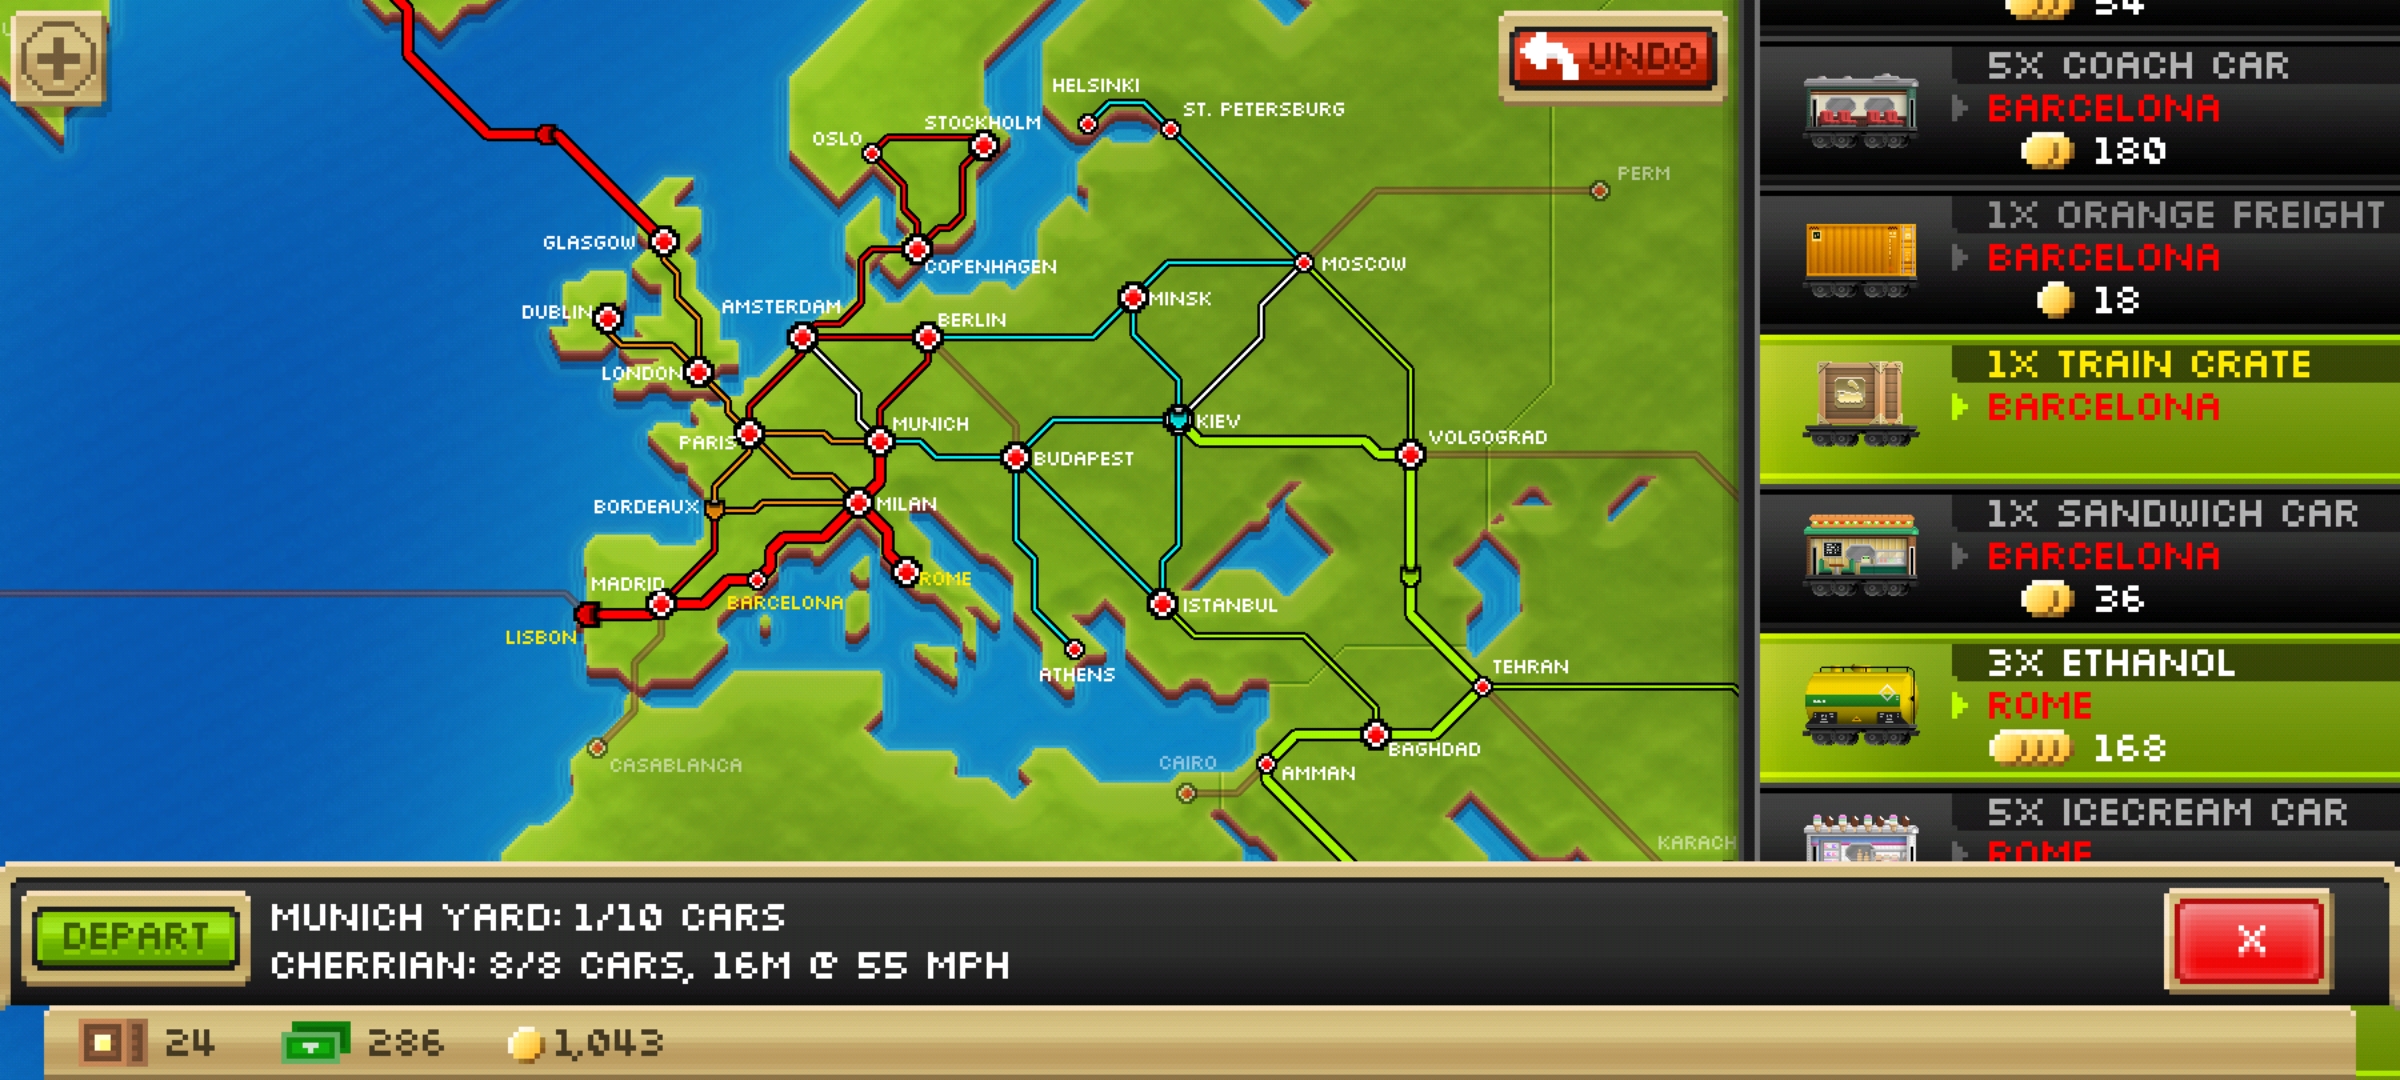 UNDO
HELSINKI
ST. PETERSBURG
STOCKHOLM
OSLO
PERM
GLASGOW
COPENHAGEN
MOSCOW
AMSTERDAM
MINSK
DUBLIN
BERLIN
LONDON
MUNICH
KIEV
PARIS
VOLGOGRAD
BUDAPEST
BORDEAUX
MILAN
MADRID
ROME
BARCELONA
ISTANBUL
LISBON
ATHENS
TEHRAN
BAGHDAD
CASABLANCA
CAIRO
AMMAN
KARACH
54
5X COACH CAR
BARCELONA
180
1X ORANGE FREIGHT
BARCELONA
18
1X TRAIN CRATE
BARCELONA
1X SANDWICH CAR
BARCELONA
36
3X ETHANOL
ROME
168
5X ICECREAM CAR
ROME
DEPART
MUNICH YARD: 1/10 CARS
CHERRIAN: 8/8 CARS, 16M @ 55 MPH
X
24
286
1,043